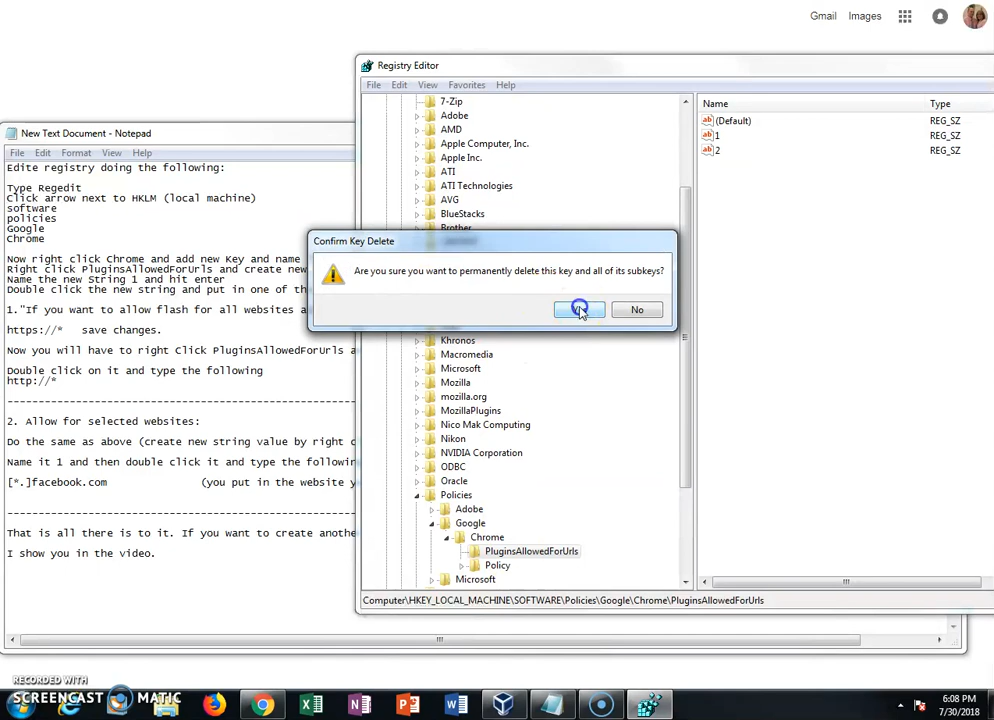 Gmail Images
Registry Editor
File Edit View Favorites Help
7-Zip
Adobe
AMD
Apple Computer, Inc.
Apple Inc.
ATI
ATI Technologies
AVG
BlueStacks
Brother
Khronos
Macromedia
Microsoft
Mozilla
mozilla.org
MozillaPlugins
Nico Mak Computing
Nikon
NVIDIA Corporation
ODBC
Oracle
Policies
Adobe
Google
Chrome
PluginsAllowedForUrls
Policy
Microsoft
Name Type
(Default) REG_SZ
1 REG_SZ
2 REG_SZ
Computer\HKEY_LOCAL_MACHINE\SOFTWARE\Policies\Google\Chrome\PluginsAllowedForUrls
Confirm Key Delete
Are you sure you want to permanently delete this key and all of its subkeys?
No
New Text Document - Notepad
File Edit Format View Help
Edite registry doing the following:
Type Regedit
Click arrow next to HKLM (local machine)
software
policies
Google
Chrome
Now right click Chrome and add new Key and name
Right click PluginsAllowedForUrls and create new
Name the new String 1 and hit enter
Double click the new string and put in one of the
1."If you want to allow flash for all websites a
https://* save changes.
Now you will have to right Click PluginsAllowedForUrls a
Double click on it and type the following
http://*
2. Allow for selected websites:
Do the same as above (create new string value by right c
Name it 1 and then double click it and type the followin
[*.]facebook.com (you put in the website y
That is all there is to it. If you want to create anothe
I show you in the video.
RECORDED WITH
SCREENCAST MATIC
6:08 PM
7/30/2018